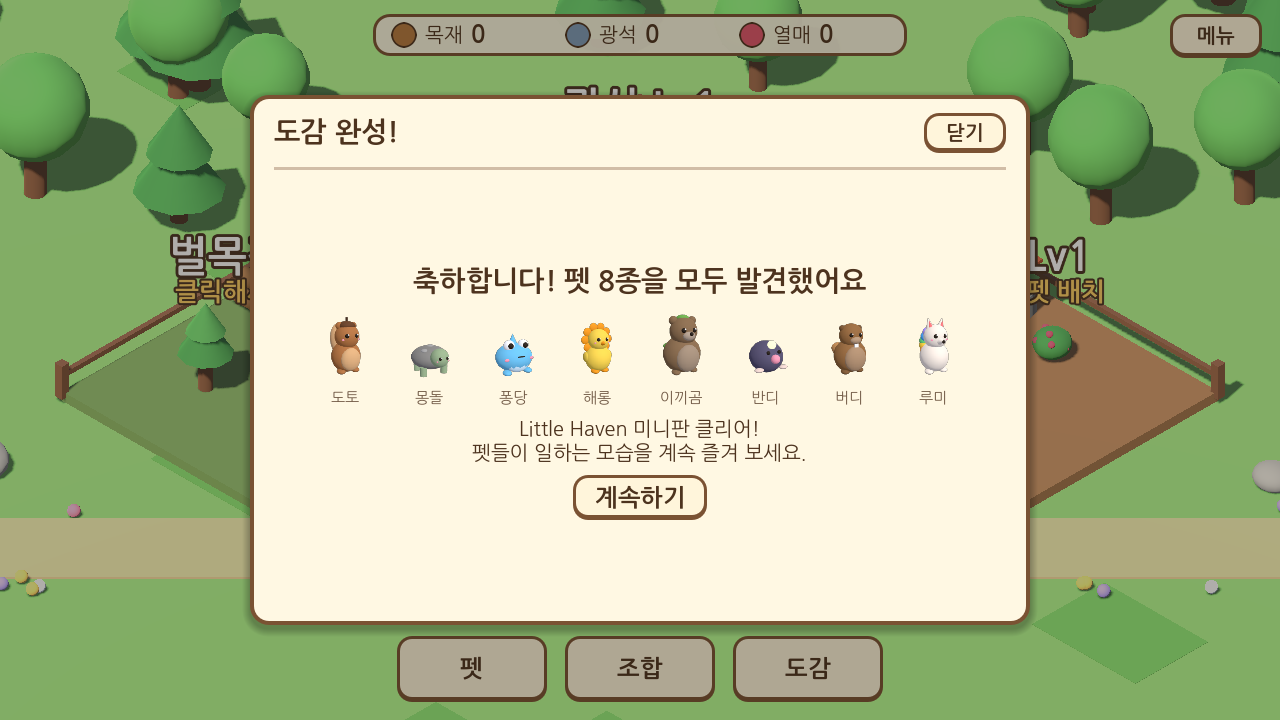 목재 0
광석 0
열매 0
메뉴
도감 완성!
닫기
Lv1
펫 배치
축하합니다! 펫 8종을 모두 발견했어요
도토
몽돌
퐁당
해롱
이끼곰
반디
버디
루미
Little Haven 미니판 클리어!
펫들이 일하는 모습을 계속 즐겨 보세요.
계속하기
펫
조합
도감